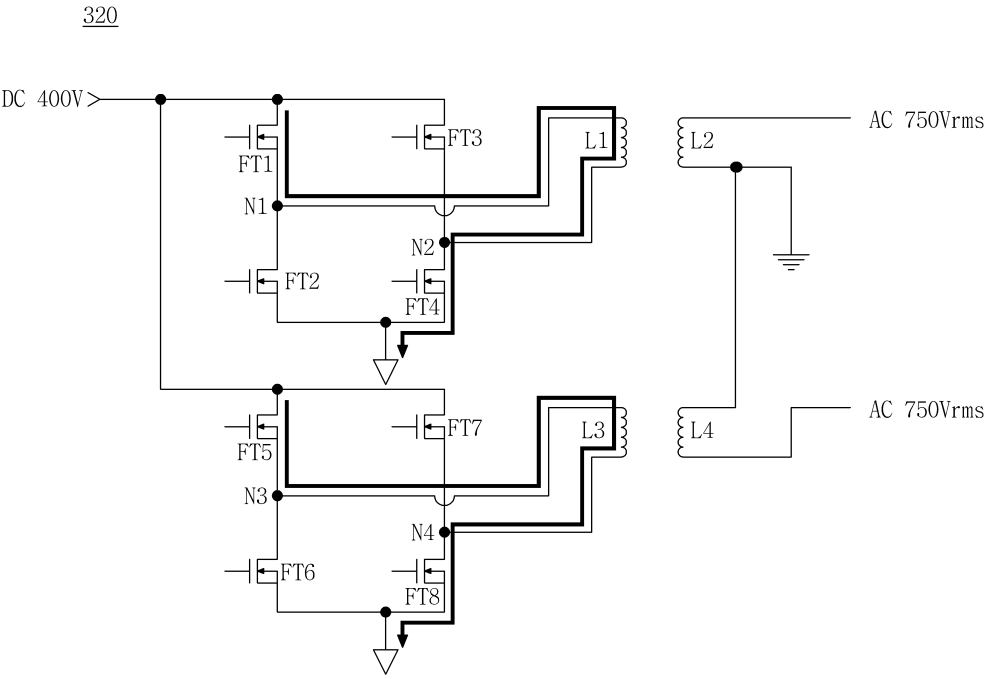 320
DC 400V
AC 750Vrms
L1
L2
FT3
FT1
N1
N2
FT2
FT4
AC 750Vrms
L3
L4
FT7
FT5
N3
N4
FT6
FT8